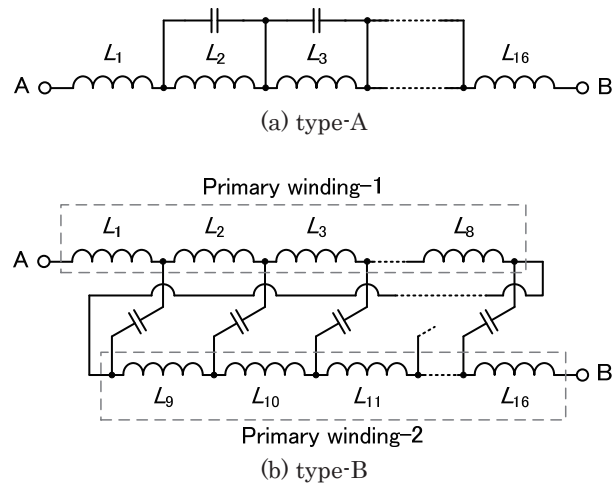 L1 L2 L3 L16
A B
(a) type-A
Primary winding-1
L1 L2 L3 L8
A
B
L9 L10 L11 L16
Primary winding-2
(b) type-B